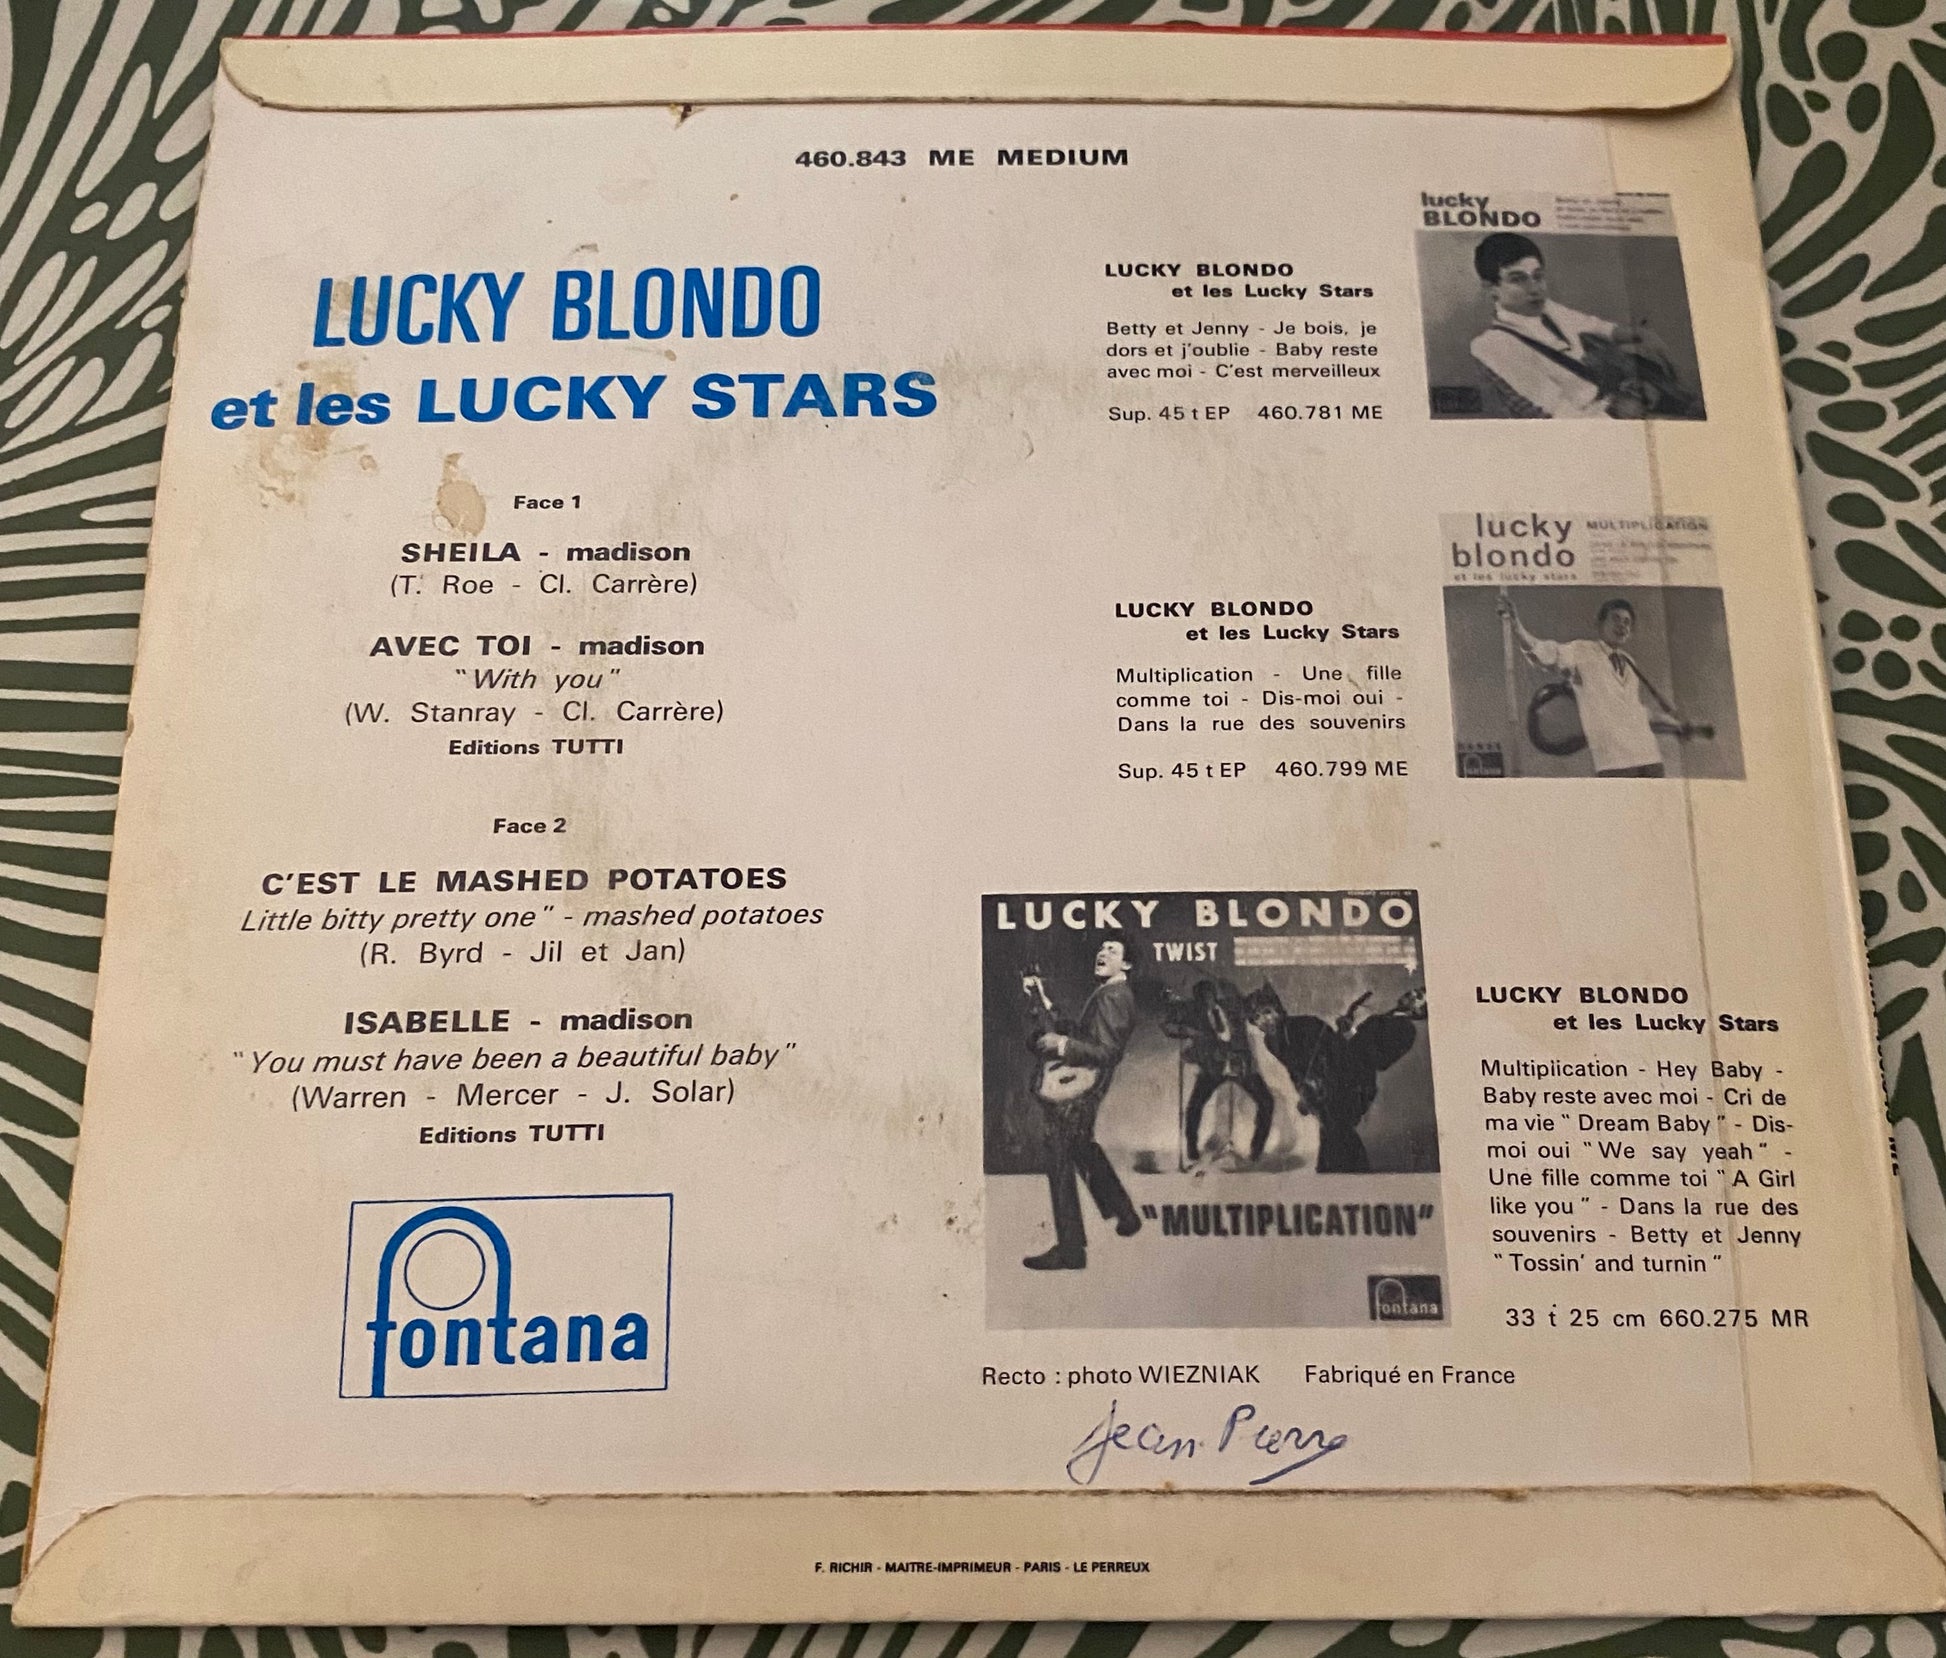 460.843 ME MEDIUM
LUCKY BLONDO
et les LUCKY STARS
Face 1
SHEILA - madison
(T. Roe - Cl. Carrère)
AVEC TOI - madison
"With you"
(W. Stanray - Cl. Carrère)
Editions TUTTI
Face 2
C'EST LE MASHED POTATOES
Little bitty pretty one" - mashed potatoes
(R. Byrd - Jil et Jan)
ISABELLE - madison
"You must have been a beautiful baby"
(Warren - Mercer - J. Solar)
Editions TUTTI
fontana
LUCKY BLONDO
et les Lucky Stars
Betty et Jenny - Je bois, je
dors et j'oublie - Baby reste
avec moi - C'est merveilleux
Sup. 45 t EP 460.781 ME
lucky
BLONDO
LUCKY BLONDO
et les Lucky Stars
Multiplication - Une fille
comme toi - Dis-moi oui -
Dans la rue des souvenirs
Sup. 45 t EP 460.799 ME
lucky
blondo
et les lucky stars
MULTIPLICATION
fontana
LUCKY BLONDO
TWIST
"MULTIPLICATION"
fontana
LUCKY BLONDO
et les Lucky Stars
Multiplication - Hey Baby -
Baby reste avec moi - Cri de
ma vie "Dream Baby" - Dis-
moi oui "We say yeah" -
Une fille comme toi "A Girl
like you" - Dans la rue des
souvenirs - Betty et Jenny
"Tossin' and turnin"
33 t 25 cm 660.275 MR
Recto : photo WIEZNIAK Fabriqué en France
Jean Pierre
F. RICHIR - MAITRE-IMPRIMEUR - PARIS - LE PERREUX